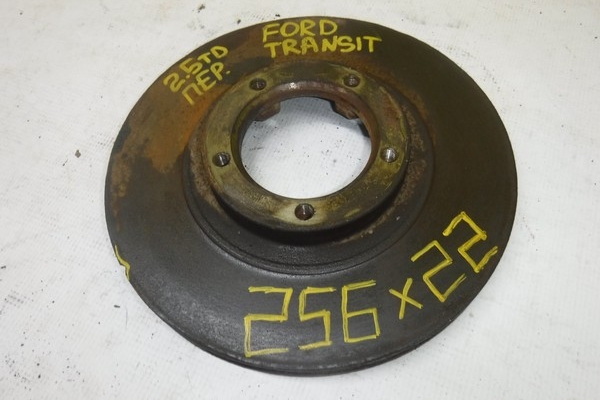 2.5TD
ПЕР.
FORD
TRANSIT
256 x 22